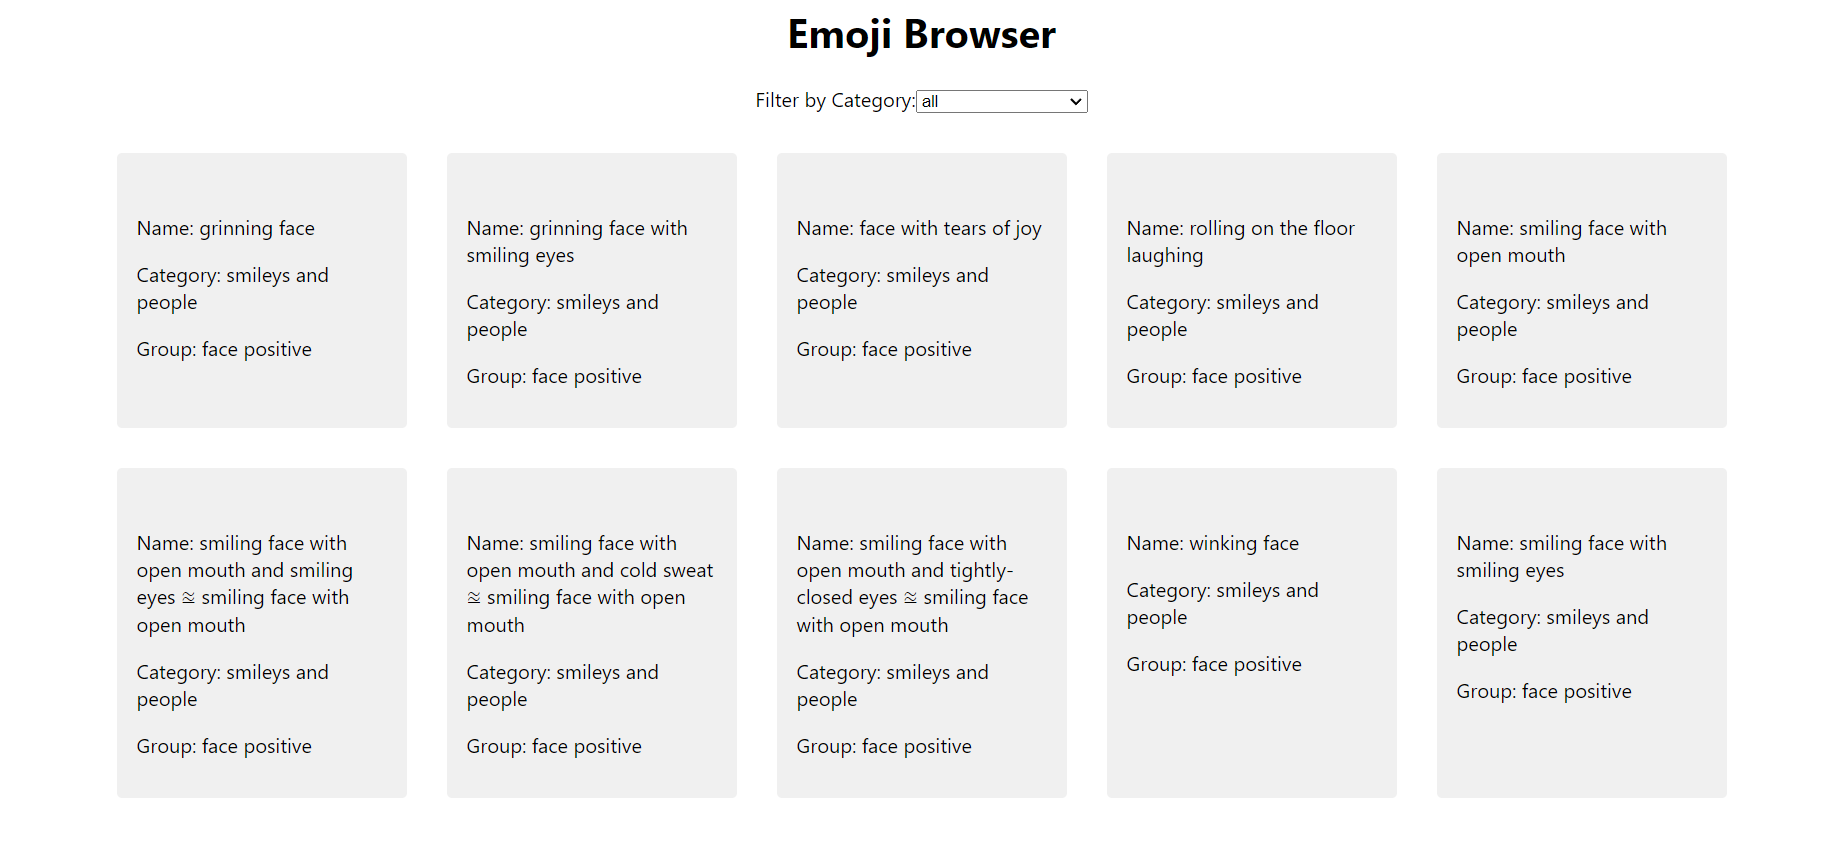 Emoji Browser
Filter by Category: all
Name: grinning face
Category: smileys and
people
Group: face positive
Name: grinning face with
smiling eyes
Category: smileys and
people
Group: face positive
Name: face with tears of joy
Category: smileys and
people
Group: face positive
Name: rolling on the floor
laughing
Category: smileys and
people
Group: face positive
Name: smiling face with
open mouth
Category: smileys and
people
Group: face positive
Name: smiling face with
open mouth and smiling
eyes ≊ smiling face with
open mouth
Category: smileys and
people
Group: face positive
Name: smiling face with
open mouth and cold sweat
≊ smiling face with open
mouth
Category: smileys and
people
Group: face positive
Name: smiling face with
open mouth and tightly-
closed eyes ≊ smiling face
with open mouth
Category: smileys and
people
Group: face positive
Name: winking face
Category: smileys and
people
Group: face positive
Name: smiling face with
smiling eyes
Category: smileys and
people
Group: face positive